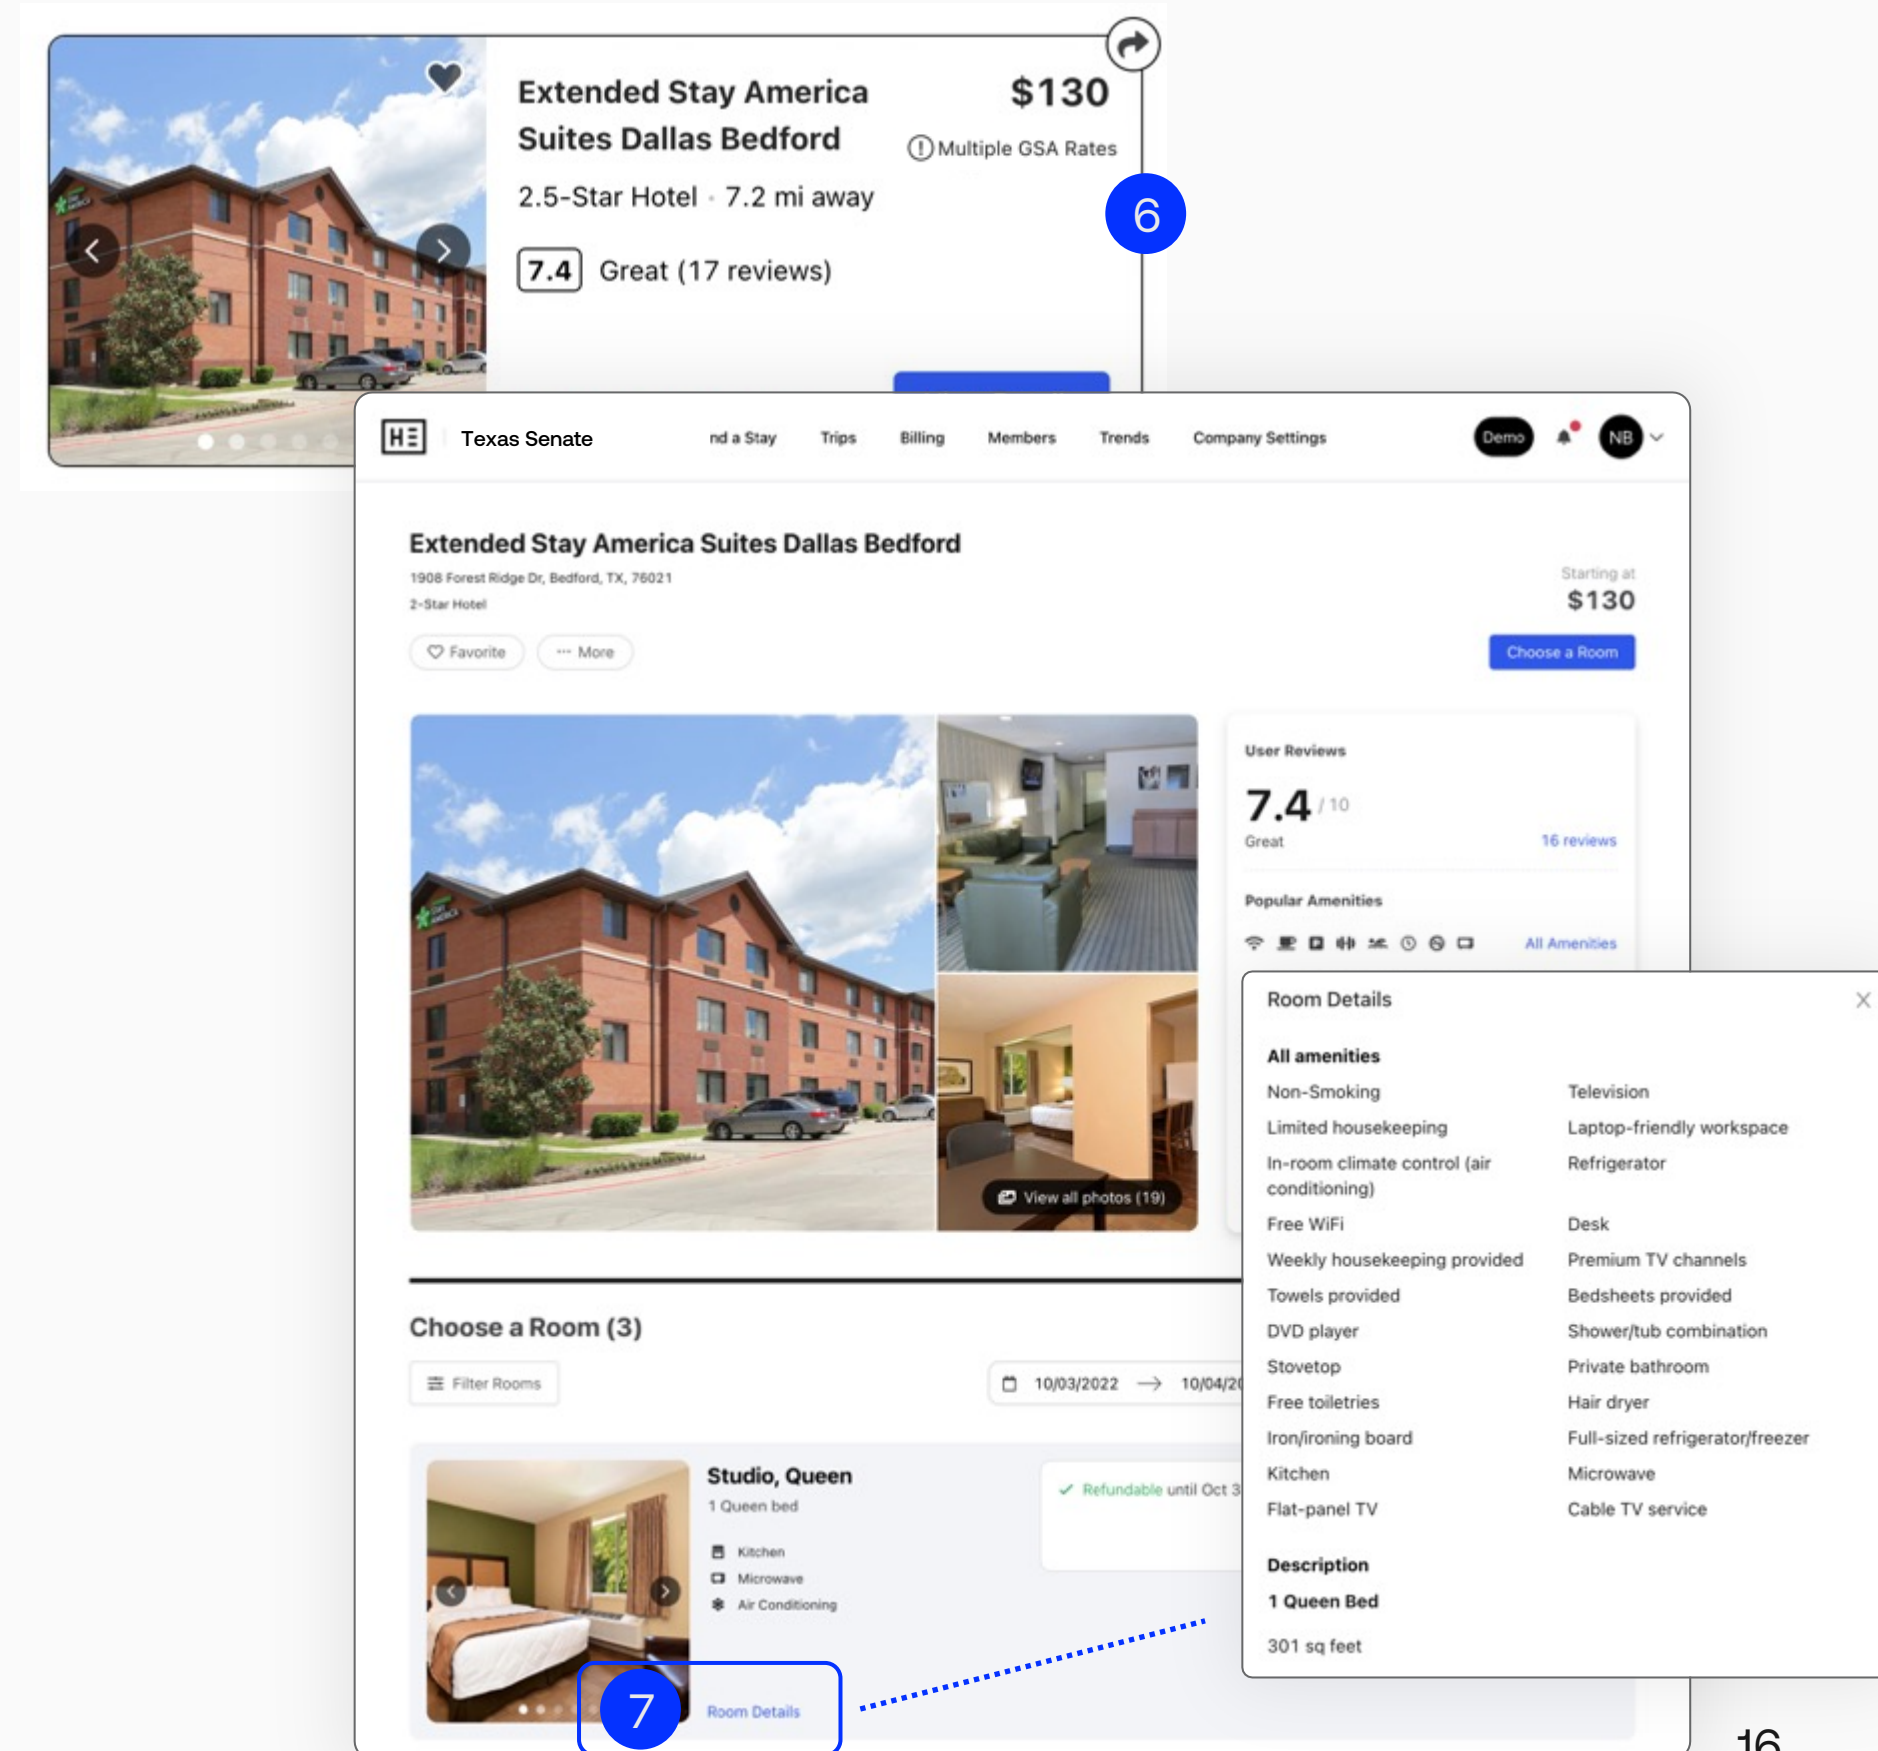 Extended Stay America
Suites Dallas Bedford
$130
Multiple GSA Rates
2.5-Star Hotel · 7.2 mi away
7.4 Great (17 reviews)
6
STAY
AMERICA
HE
Texas Senate
nd a Stay
Trips
Billing
Members
Trends
Company Settings
Demo
NB
Extended Stay America Suites Dallas Bedford
1908 Forest Ridge Dr, Bedford, TX, 76021
2-Star Hotel
Starting at
$130
Favorite
··· More
Choose a Room
STAY
AMERICA
View all photos (19)
User Reviews
7.4 / 10
Great
16 reviews
Popular Amenities
All Amenities
Choose a Room (3)
Filter Rooms
10/03/2022 → 10/04/20
Studio, Queen
1 Queen bed
Kitchen
Microwave
Air Conditioning
Refundable until Oct 3
7
Room Details
Room Details
All amenities
Non-Smoking
Television
Limited housekeeping
Laptop-friendly workspace
In-room climate control (air
conditioning)
Refrigerator
Free WiFi
Desk
Weekly housekeeping provided
Premium TV channels
Towels provided
Bedsheets provided
DVD player
Shower/tub combination
Stovetop
Private bathroom
Free toiletries
Hair dryer
Iron/ironing board
Full-sized refrigerator/freezer
Kitchen
Microwave
Flat-panel TV
Cable TV service
Description
1 Queen Bed
301 sq feet
16